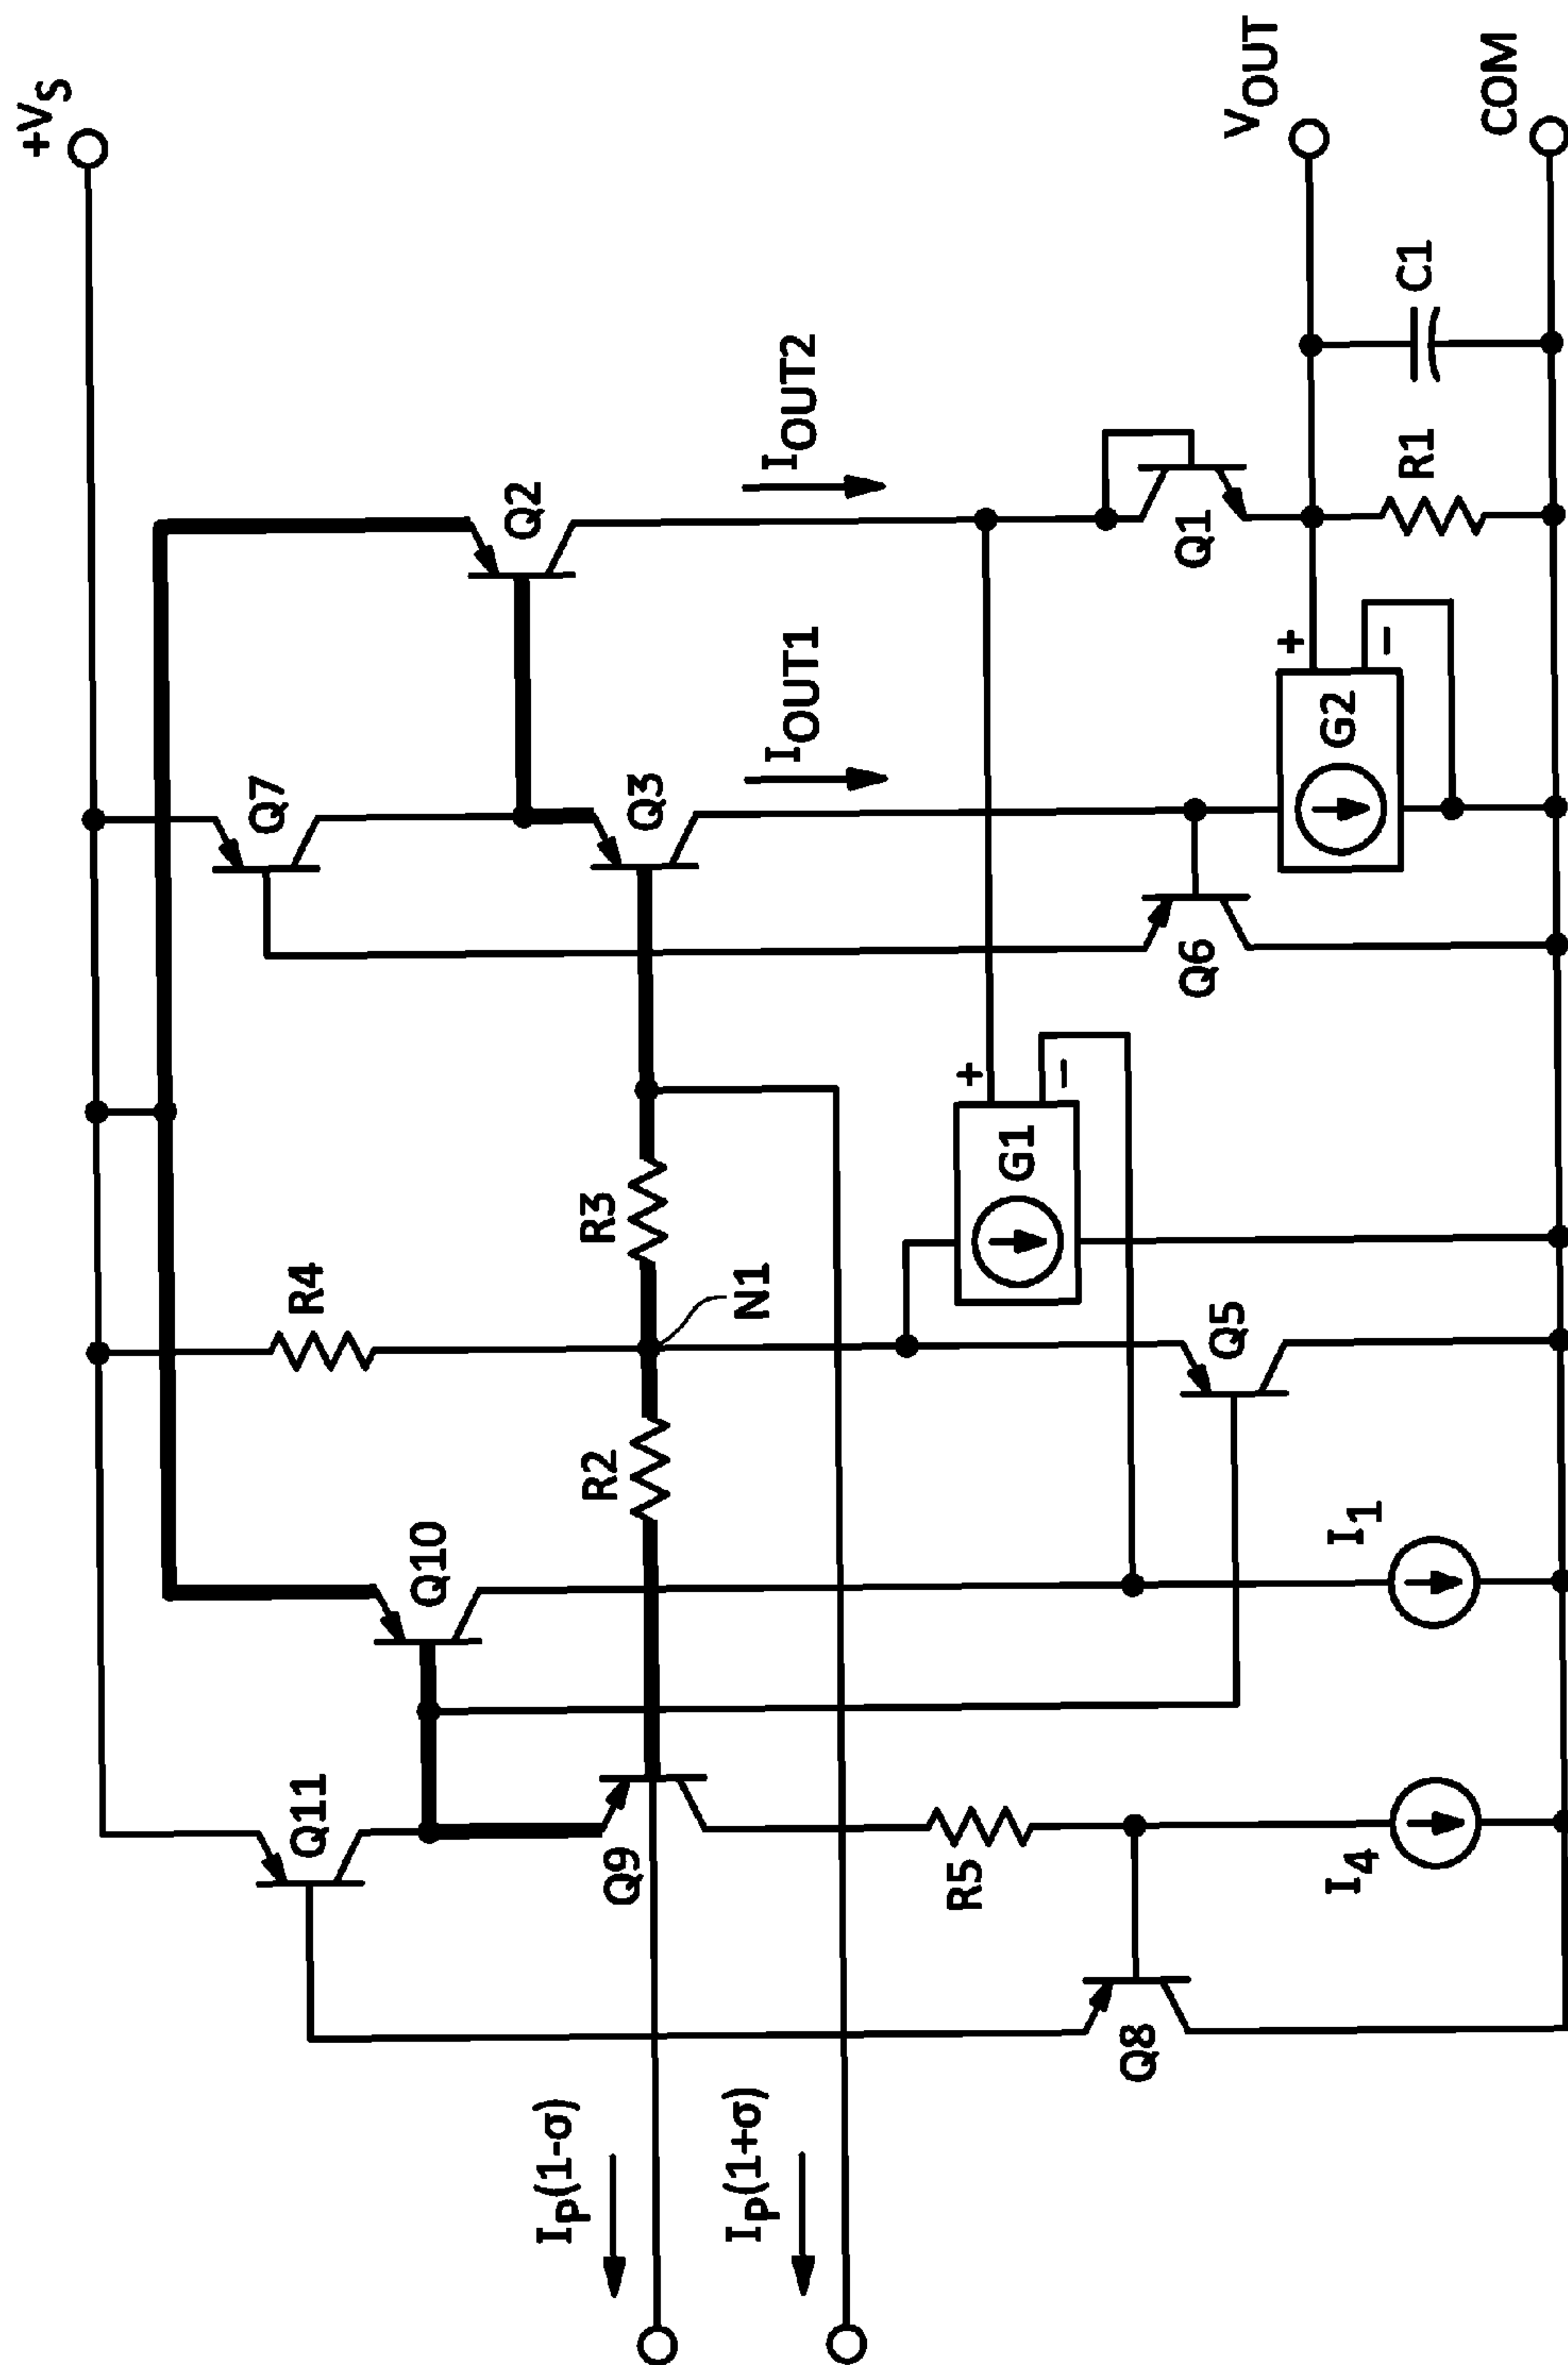 +VS
Q11
Q10
R4
Q7
Q2
Q9
R2
R3
Q3
N1
IP(1-σ)
IP(1+σ)
IOUT1
IOUT2
R5
G1
+
−
Q8
Q5
Q6
Q1
I4
I1
G2
+
−
R1
C1
VOUT
COM